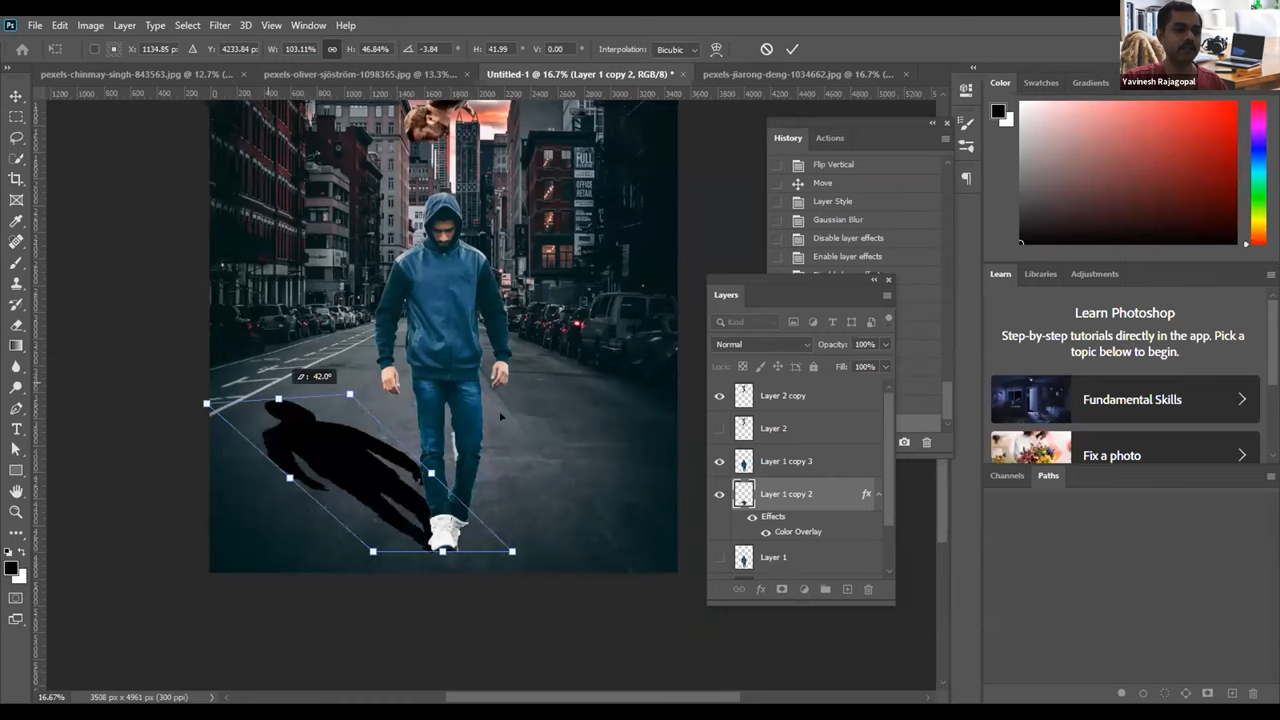 File Edit Image Layer Type Select Filter 3D View Window Help
X: 1134.85 px Y: 4233.84 px W: 103.11% H: 46.84% -3.84 H: 41.99 V: 0.00 Interpolation: Bicubic
pexels-chinmay-singh-843563.jpg @ 12.7% (... × pexels-oliver-sjöström-1098365.jpg @ 13.3%... × Untitled-1 @ 16.7% (Layer 1 copy 2, RGB/8) * × pexels-jiarong-deng-1034662.jpg @ 16.7% (... ×
Yavinesh Rajagopal
Color Swatches Gradients
History Actions
Flip Vertical
Move
Layer Style
Gaussian Blur
Disable layer effects
Enable layer effects
FULL
SERVICE
OFFICE
RETAIL
42.0°
Layers
Kind
Normal Opacity: 100%
Lock: Fill: 100%
Layer 2 copy
Layer 2
Layer 1 copy 3
Layer 1 copy 2 fx
Effects
Color Overlay
Layer 1
Learn Libraries Adjustments
Learn Photoshop
Step-by-step tutorials directly in the app. Pick a
topic below to begin.
Fundamental Skills
Fix a photo
Channels Paths
16.67% 3508 px x 4961 px (300 ppi)